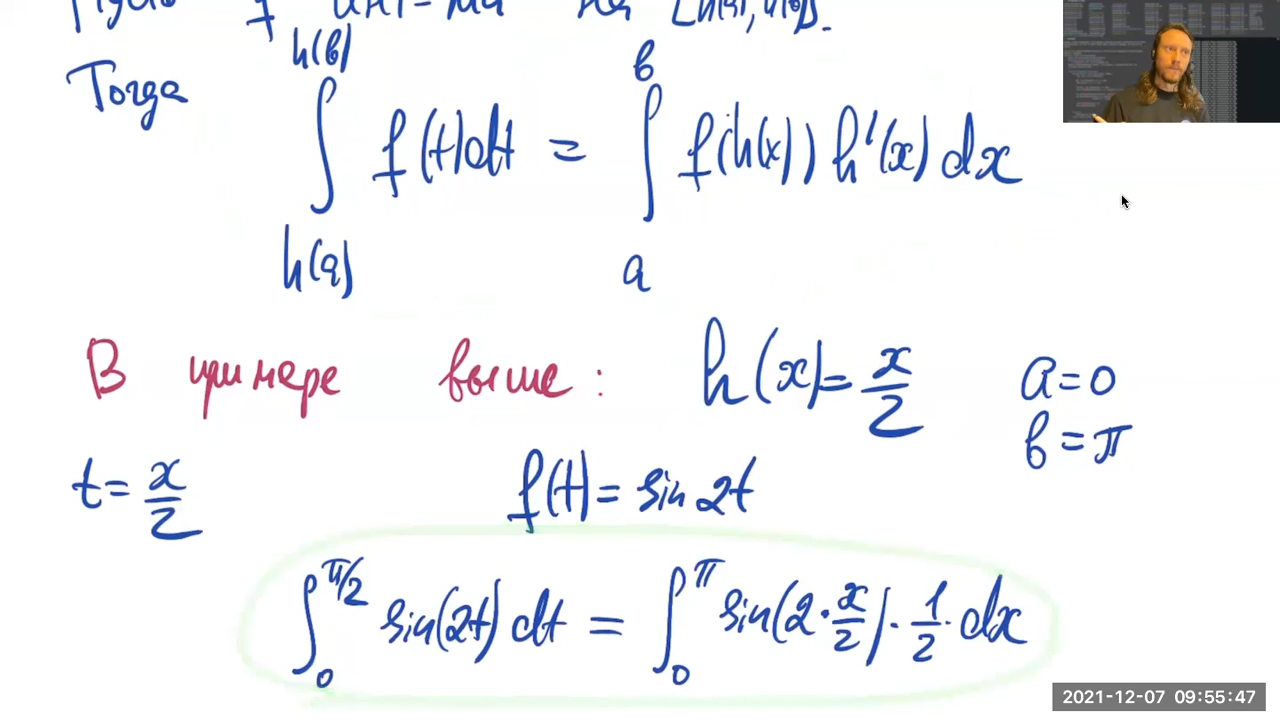 на [h(a), h(b)].
Тогда ∫_{h(a)}^{h(b)} f(t)dt = ∫_a^b f(h(x)) h'(x) dx
В примере выше: h(x)= x/2 a=0
b=π
t= x/2 f(t)= sin 2t
∫_0^{π/2} sin(2t) dt = ∫_0^π sin(2·x/2)·1/2·dx
2021-12-07 09:55:47